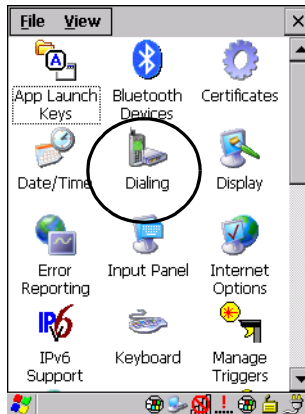 File View
App Launch Bluetooth Certificates
Keys Devices
Date/Time Dialing Display
Error Input Panel Internet
Reporting Options
IPv6
IPv6 Keyboard Manage
Support Triggers